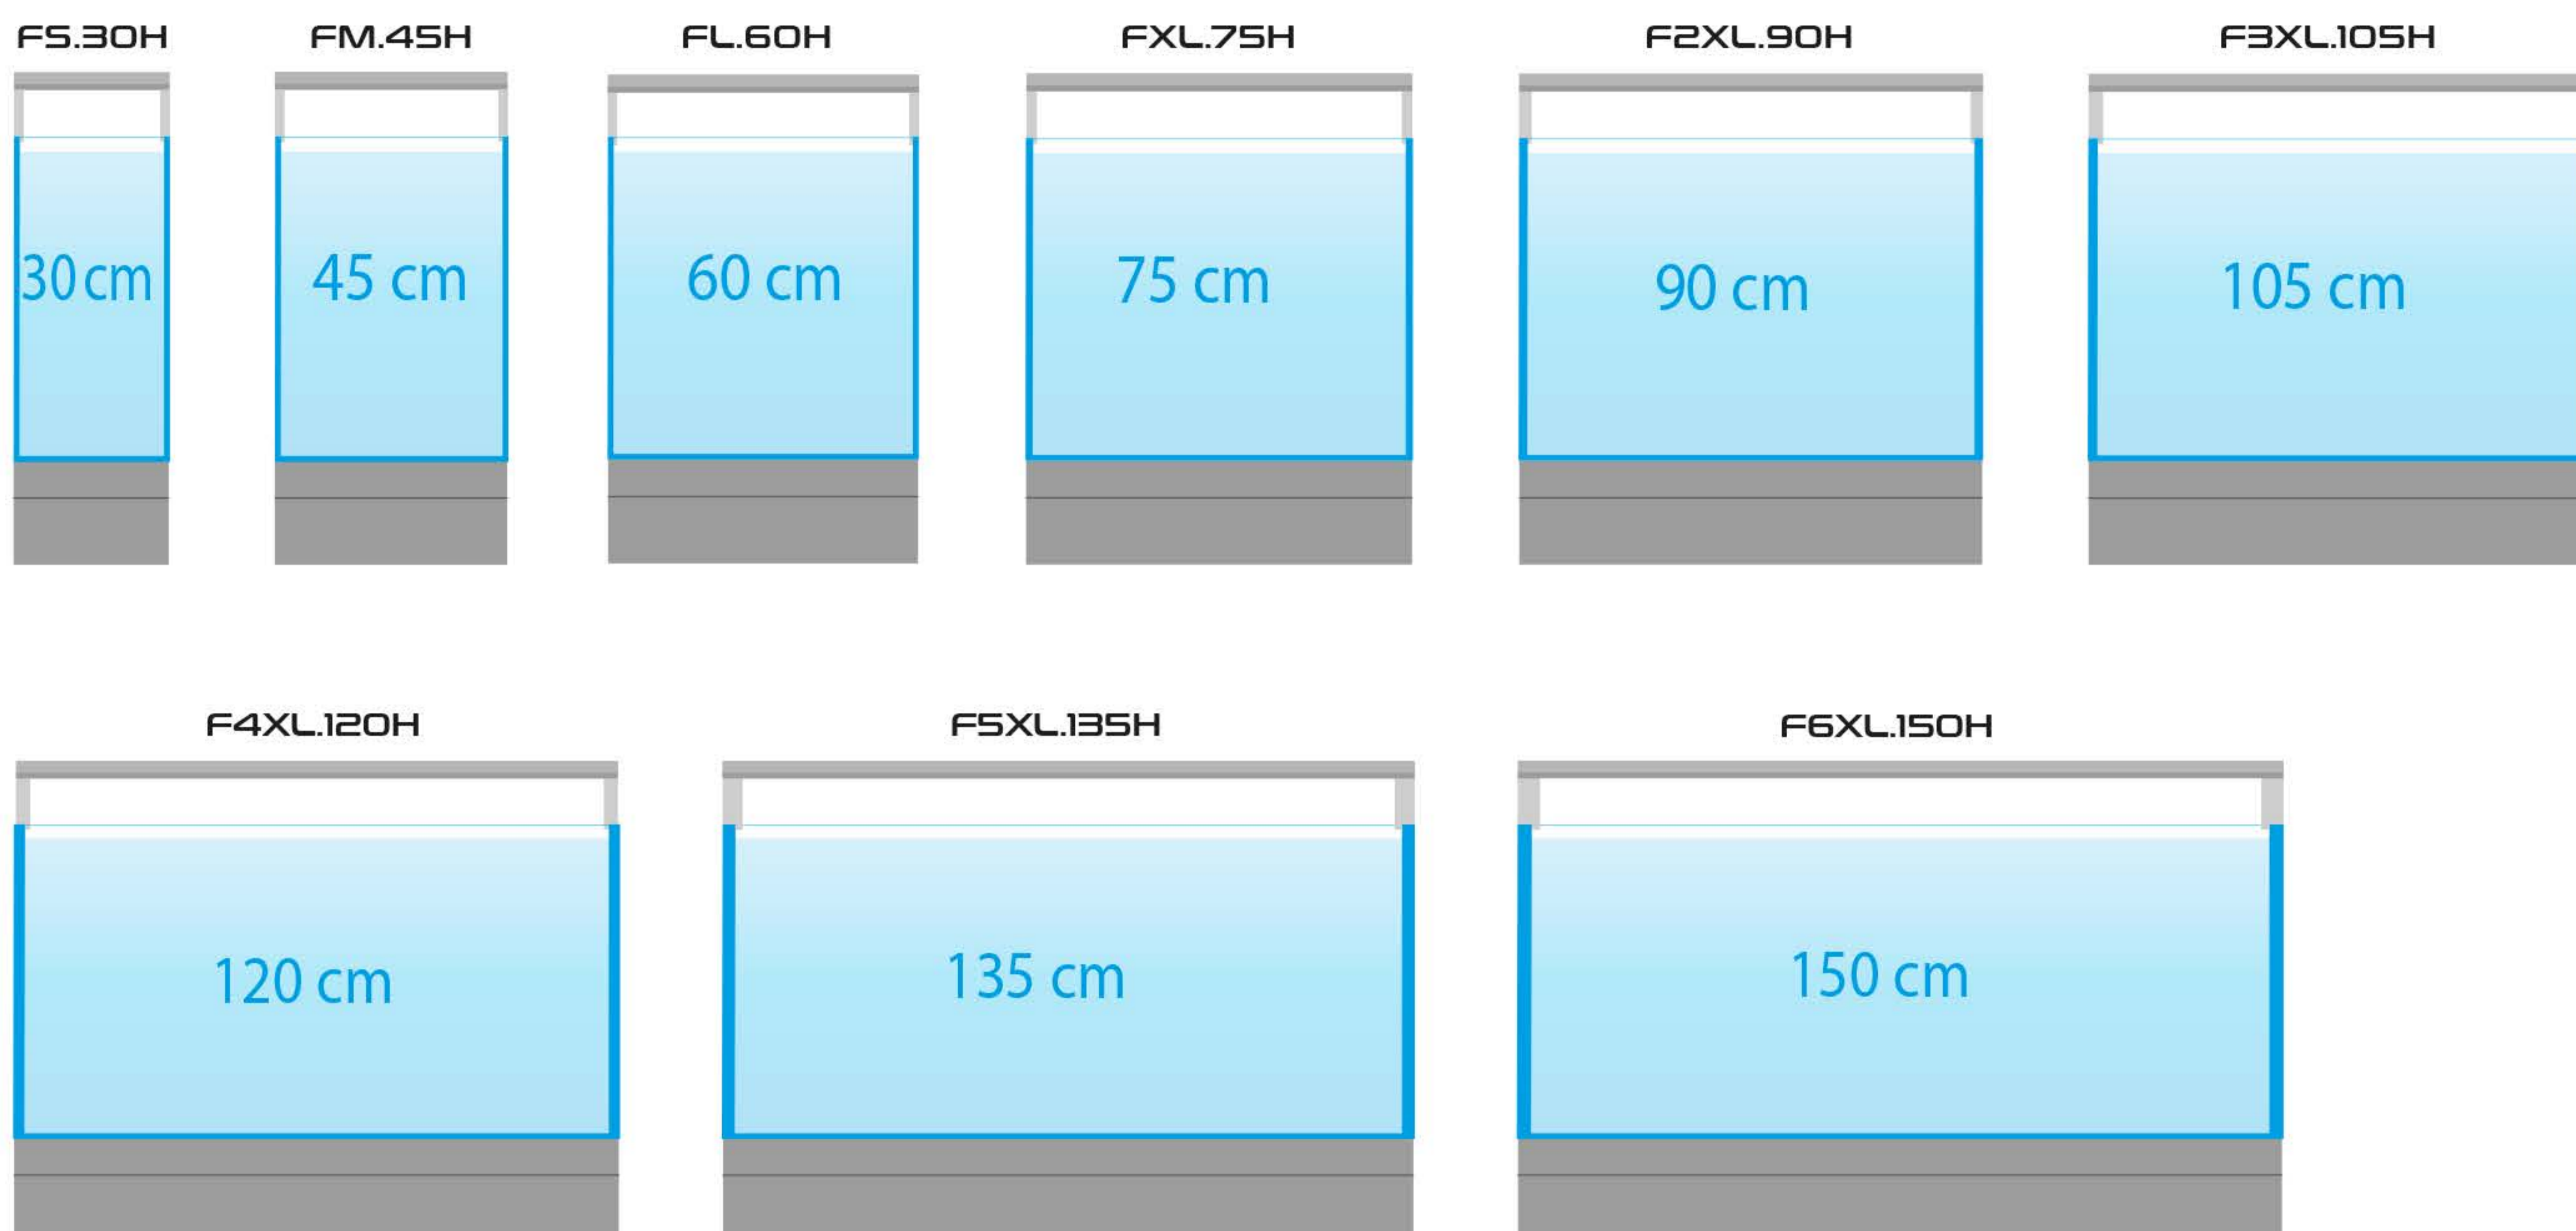 FS.30H
FM.45H
FL.60H
FXL.75H
F2XL.90H
F3XL.105H
30 cm
45 cm
60 cm
75 cm
90 cm
105 cm
F4XL.120H
F5XL.135H
F6XL.150H
120 cm
135 cm
150 cm